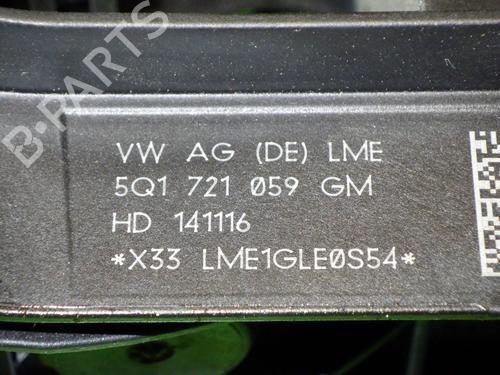 B-PARTS
VW AG (DE) LME
5Q1 721 059 GM
HD 141116
*X33 LME1GLE0S54*